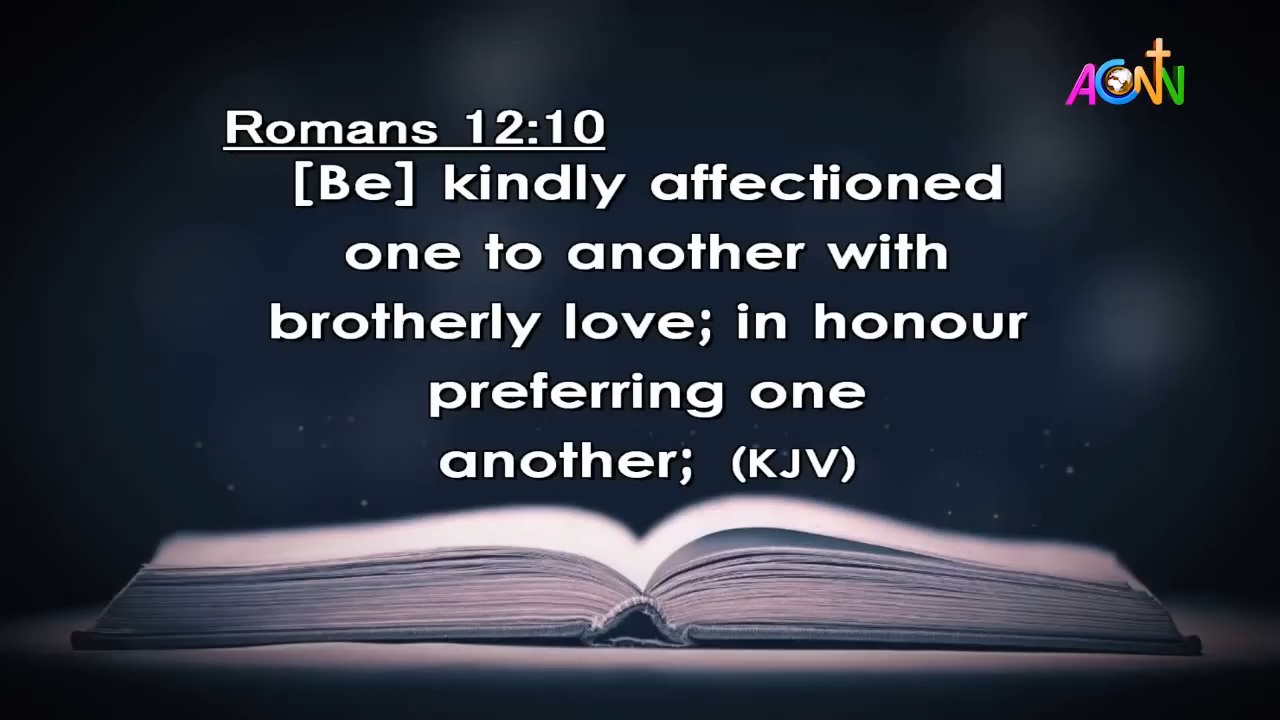 ACNN
Romans 12:10
[Be] kindly affectioned
one to another with
brotherly love; in honour
preferring one
another; (KJV)